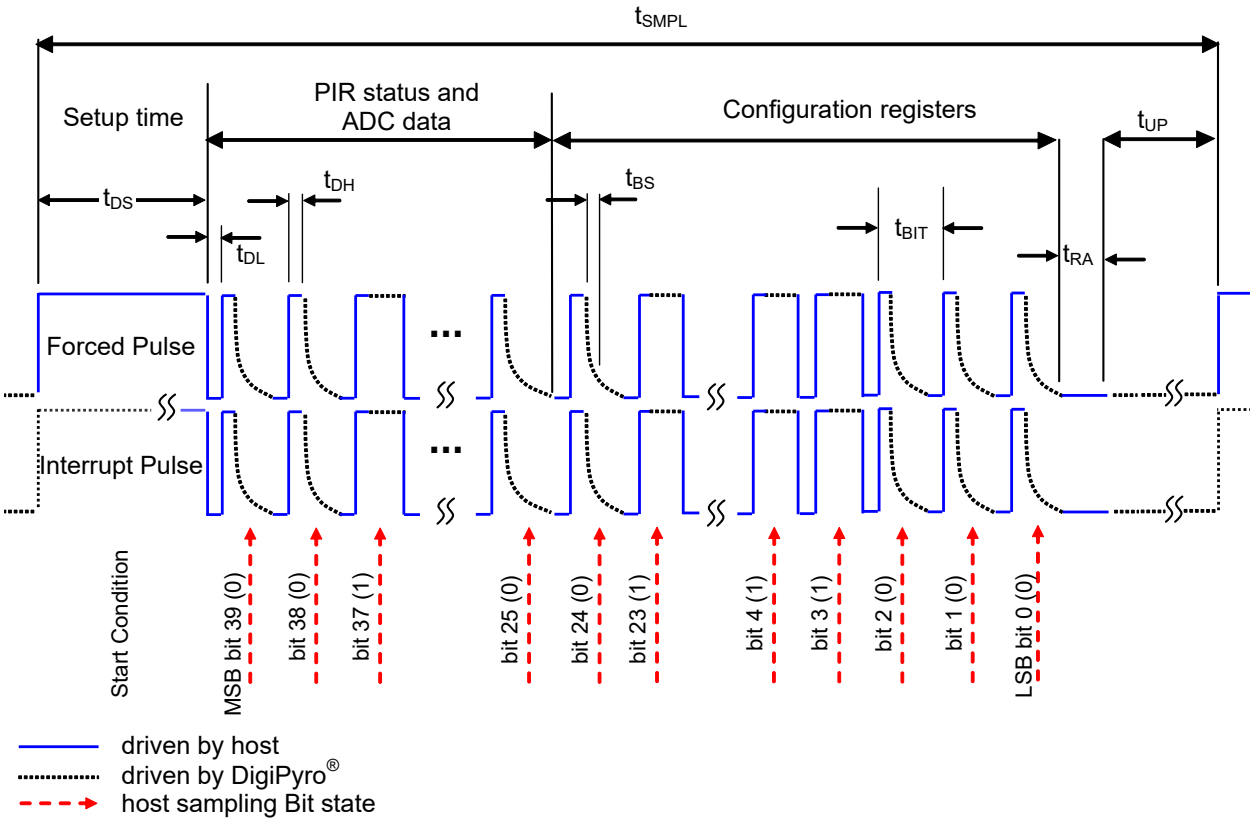 tSMPL
Setup time
PIR status and
ADC data
Configuration registers
tUP
tDS
tDH
tBS
tDL
tBIT
tRA
Forced Pulse
...
Interrupt Pulse
...
Start Condition
MSB bit 39 (0)
bit 38 (0)
bit 37 (1)
bit 25 (0)
bit 24 (0)
bit 23 (1)
bit 4 (1)
bit 3 (1)
bit 2 (0)
bit 1 (0)
LSB bit 0 (0)
driven by host
driven by DigiPyro®
host sampling Bit state